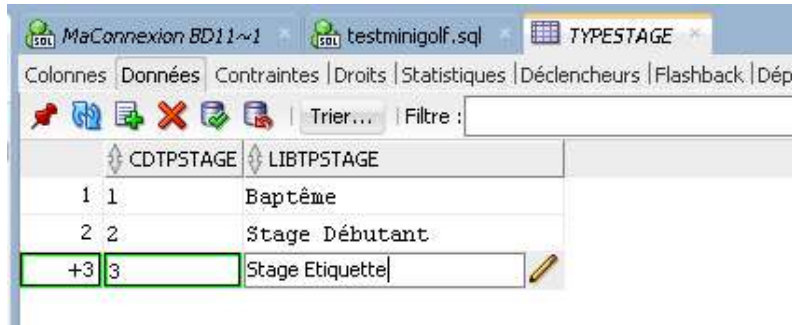 MaConnexion BD11~1 testminigolf.sql TYPESTAGE
Colonnes Données Contraintes |Droits |Statistiques |Déclencheurs |Flashback |Dép
Trier... Filtre :
CDTPSTAGE LIBTPSTAGE
1 1 Baptême
2 2 Stage Débutant
+3 3 Stage Etiquette